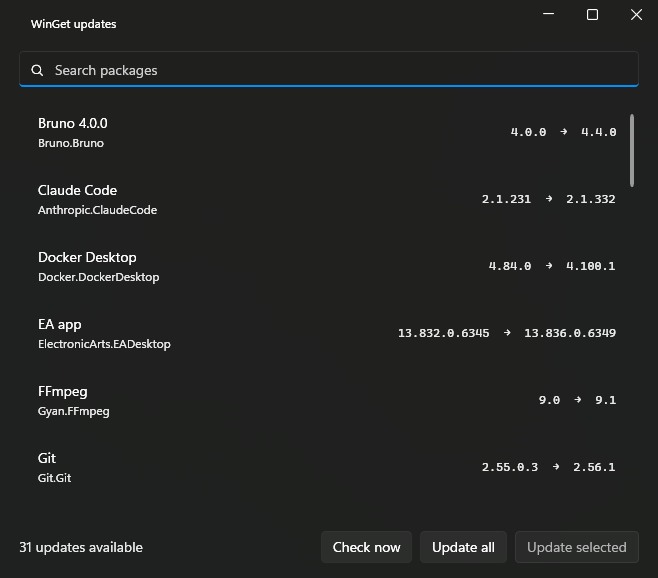 WinGet updates
Search packages
Bruno 4.0.0
Bruno.Bruno
4.0.0 → 4.4.0
Claude Code
Anthropic.ClaudeCode
2.1.231 → 2.1.332
Docker Desktop
Docker.DockerDesktop
4.84.0 → 4.100.1
EA app
ElectronicArts.EADesktop
13.832.0.6345 → 13.836.0.6349
FFmpeg
Gyan.FFmpeg
9.0 → 9.1
Git
Git.Git
2.55.0.3 → 2.56.1
31 updates available
Check now
Update all
Update selected